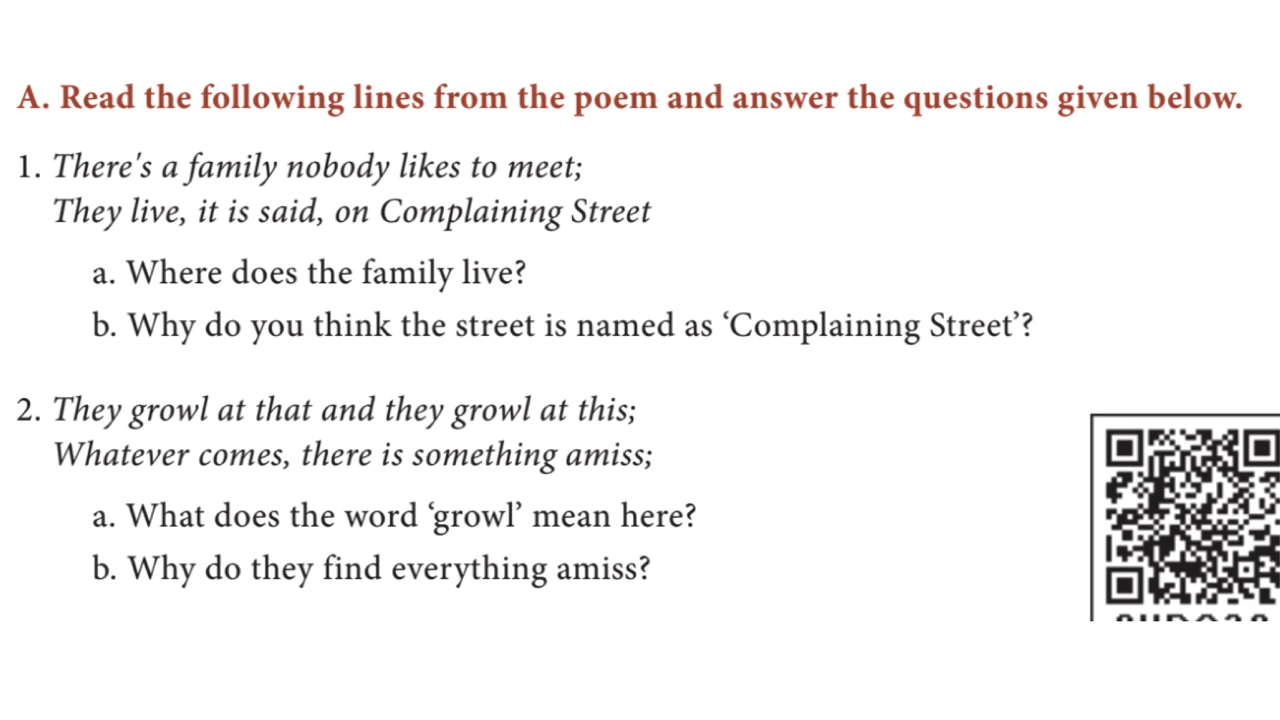 A. Read the following lines from the poem and answer the questions given below.
1. There's a family nobody likes to meet;
They live, it is said, on Complaining Street
a. Where does the family live?
b. Why do you think the street is named as ‘Complaining Street’?
2. They growl at that and they growl at this;
Whatever comes, there is something amiss;
a. What does the word ‘growl’ mean here?
b. Why do they find everything amiss?